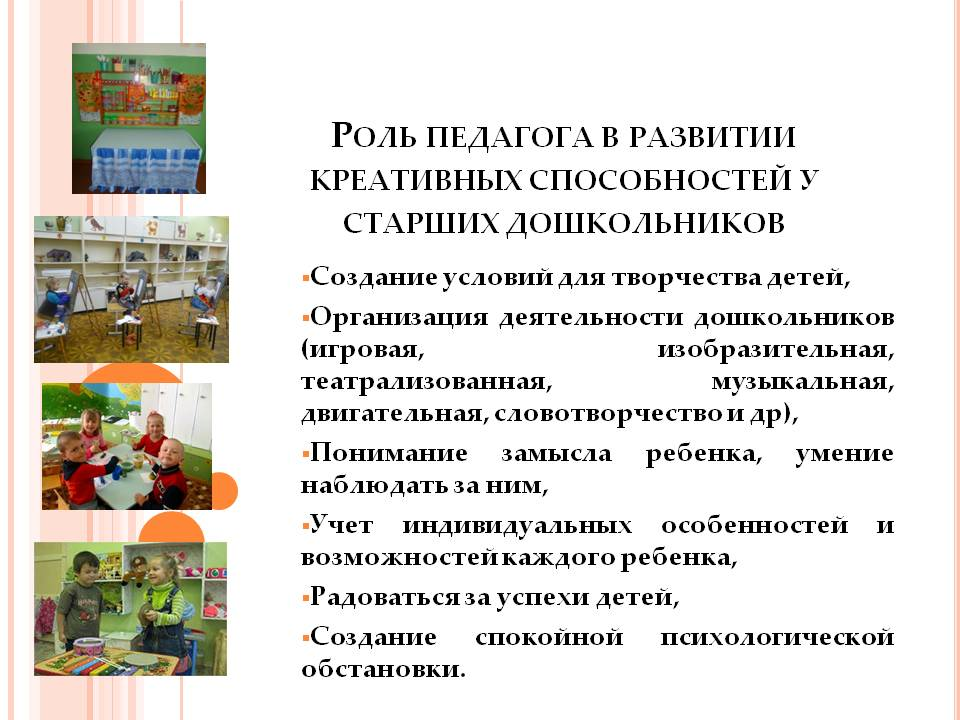 Роль педагога в развитии
креативных способностей у
старших дошкольников
▪Создание условий для творчества детей,
▪Организация деятельности дошкольников
(игровая, изобразительная,
театрализованная, музыкальная,
двигательная, словотворчество и др),
▪Понимание замысла ребенка, умение
наблюдать за ним,
▪Учет индивидуальных особенностей и
возможностей каждого ребенка,
▪Радоваться за успехи детей,
▪Создание спокойной психологической
обстановки.